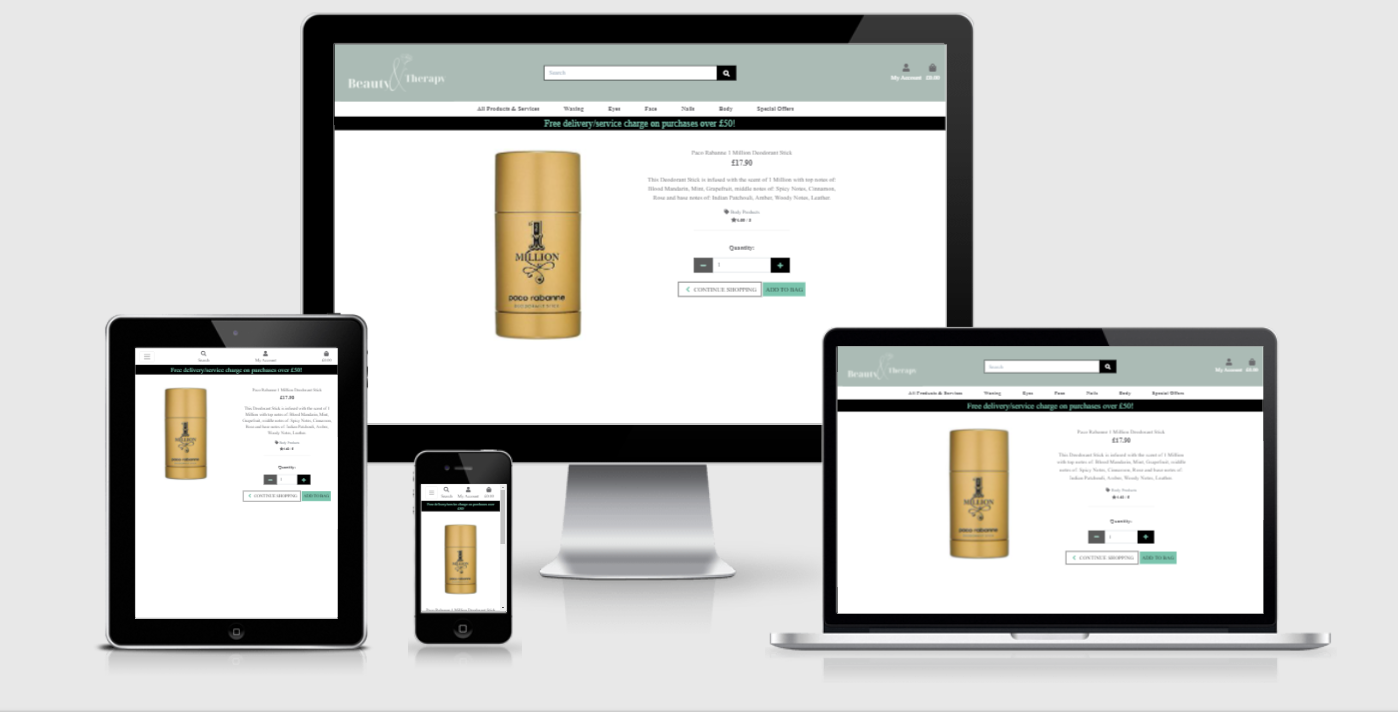 Beauty & Therapy
Search
My Account £0.00
All Products & Services Waxing Eyes Face Nails Body Special Offers
Free delivery/service charge on purchases over £50!
Paco Rabanne 1 Million Deodorant Stick
£17.90
This Deodorant Stick is infused with the scent of 1 Million with top notes of:
Blood Mandarin, Mint, Grapefruit, middle notes of: Spicy Notes, Cinnamon,
Rose and base notes of: Indian Patchouli, Amber, Woody Notes, Leather.
Body Products
Quantity:
1
CONTINUE SHOPPING ADD TO BAG
1
MILLION
paco rabanne
DEODORANT STICK
Search My Account £0.00
Free delivery/service charge on purchases over £50!
Paco Rabanne 1 Million Deodorant Stick
£17.90
This Deodorant Stick is infused with the scent of 1
Million with top notes of: Blood Mandarin, Mint,
Grapefruit, middle notes of: Spicy Notes, Cinnamon,
Rose and base notes of: Indian Patchouli, Amber,
Woody Notes, Leather.
Body Products
Quantity:
1
CONTINUE SHOPPING ADD TO BAG
MILLION
paco rabanne
Search My Account £0.00
Free delivery/service charge on purchases over
£50!
MILLION
paco rabanne
Paco Rabanne 1 Million Deodorant Stick
Beauty & Therapy
Search
My Account £0.00
All Products & Services Waxing Eyes Face Nails Body Special Offers
Free delivery/service charge on purchases over £50!
Paco Rabanne 1 Million Deodorant Stick
£17.90
This Deodorant Stick is infused with the scent of 1 Million
with top notes of: Blood Mandarin, Mint, Grapefruit, middle
notes of: Spicy Notes, Cinnamon, Rose and base notes of:
Indian Patchouli, Amber, Woody Notes, Leather.
Body Products
Quantity:
1
CONTINUE SHOPPING ADD TO BAG
1
MILLION
paco rabanne